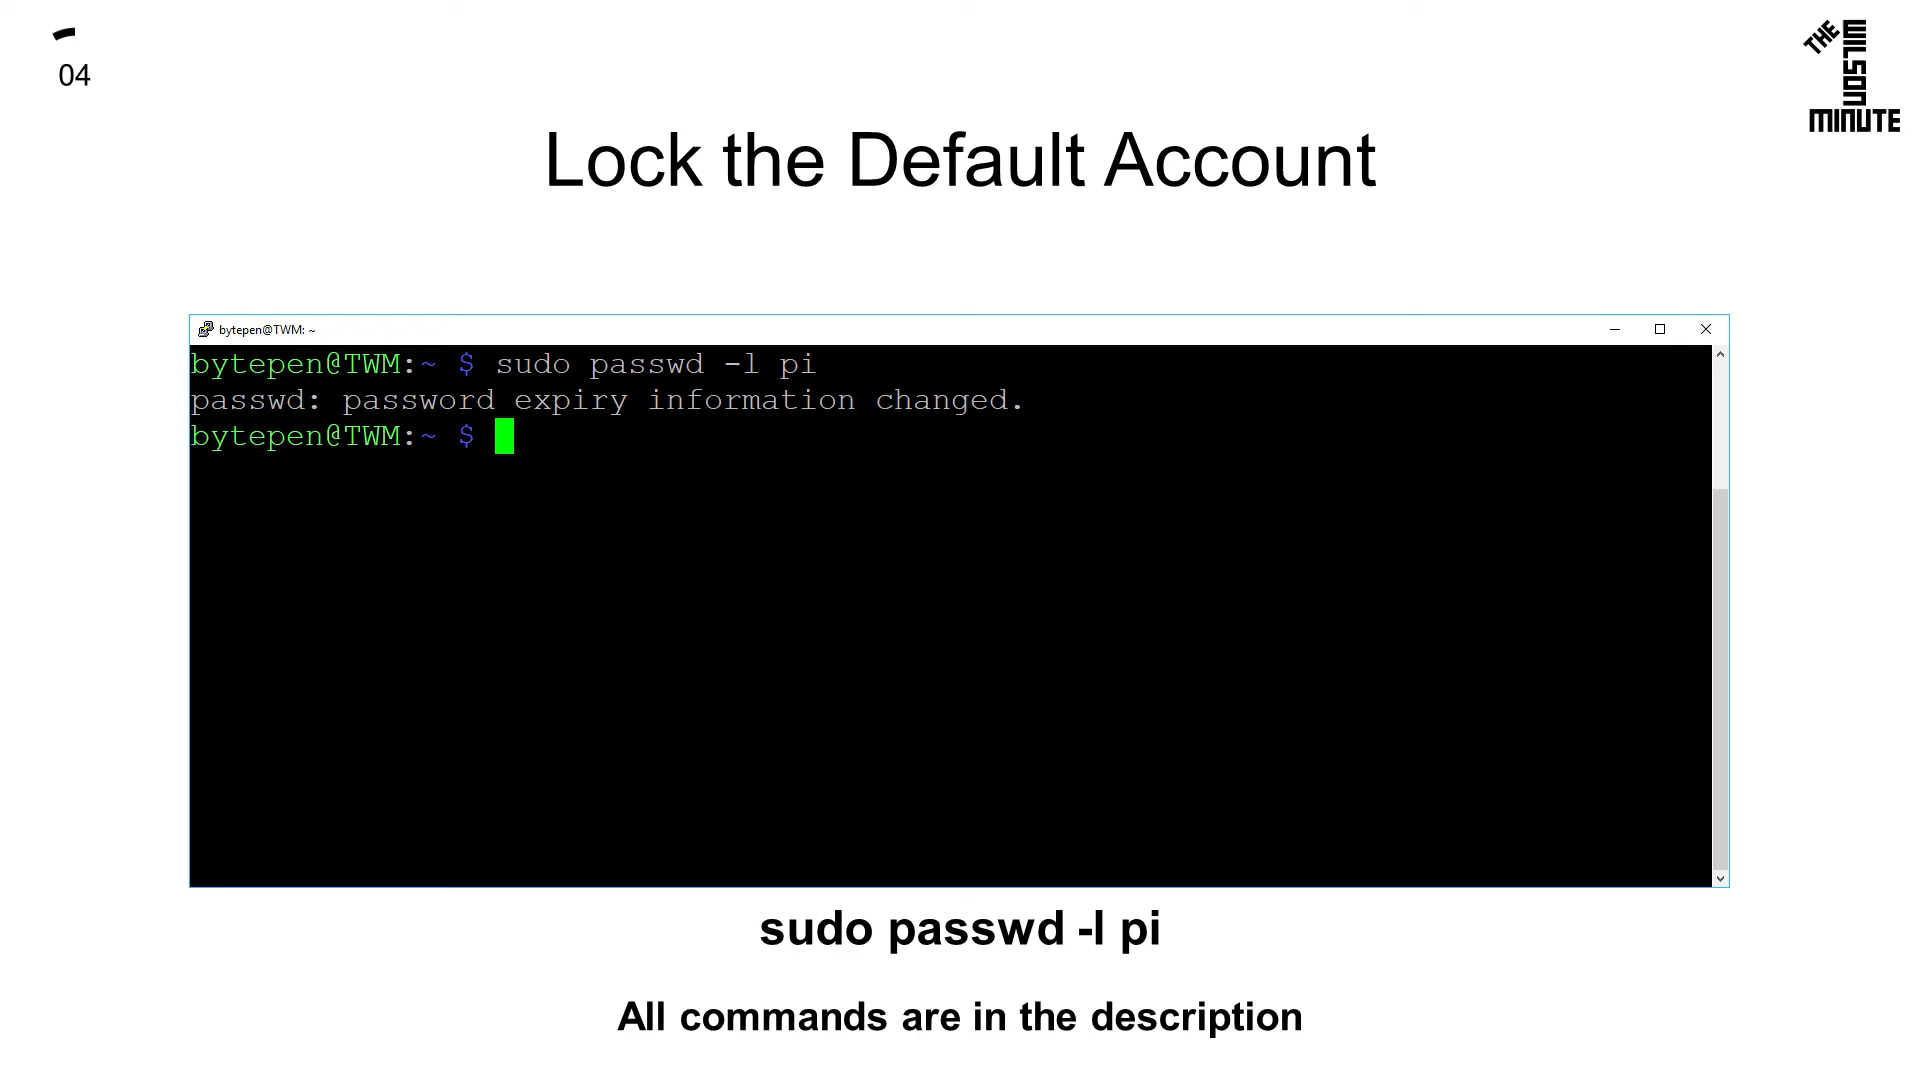 04
THE
WILSON
MINUTE
Lock the Default Account
bytepen@TWM: ~
bytepen@TWM:~ $ sudo passwd -l pi
passwd: password expiry information changed.
bytepen@TWM:~ $
sudo passwd -l pi
All commands are in the description